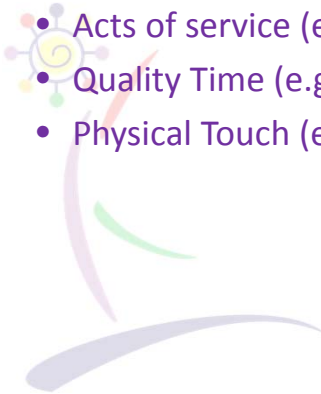 • Acts of service (e
• Quality Time (e.g
• Physical Touch (e